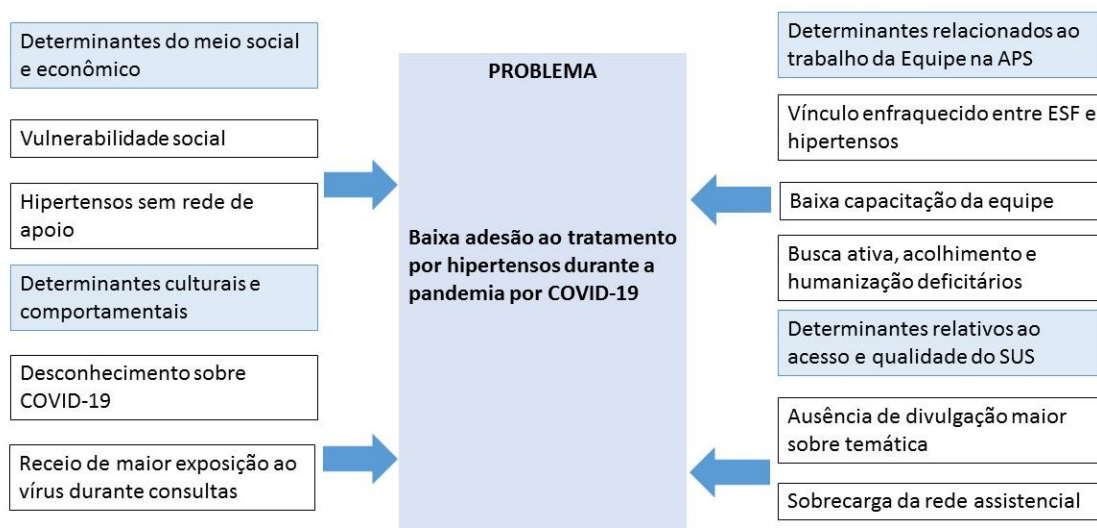 Determinantes do meio social
e econômico
Vulnerabilidade social
Hipertensos sem rede de
apoio
Determinantes culturais e
comportamentais
Desconhecimento sobre
COVID-19
Receio de maior exposição ao
vírus durante consultas
PROBLEMA
Baixa adesão ao tratamento
por hipertensos durante a
pandemia por COVID-19
Determinantes relacionados ao
trabalho da Equipe na APS
Vínculo enfraquecido entre ESF e
hipertensos
Baixa capacitação da equipe
Busca ativa, acolhimento e
humanização deficitários
Determinantes relativos ao
acesso e qualidade do SUS
Ausência de divulgação maior
sobre temática
Sobrecarga da rede assistencial